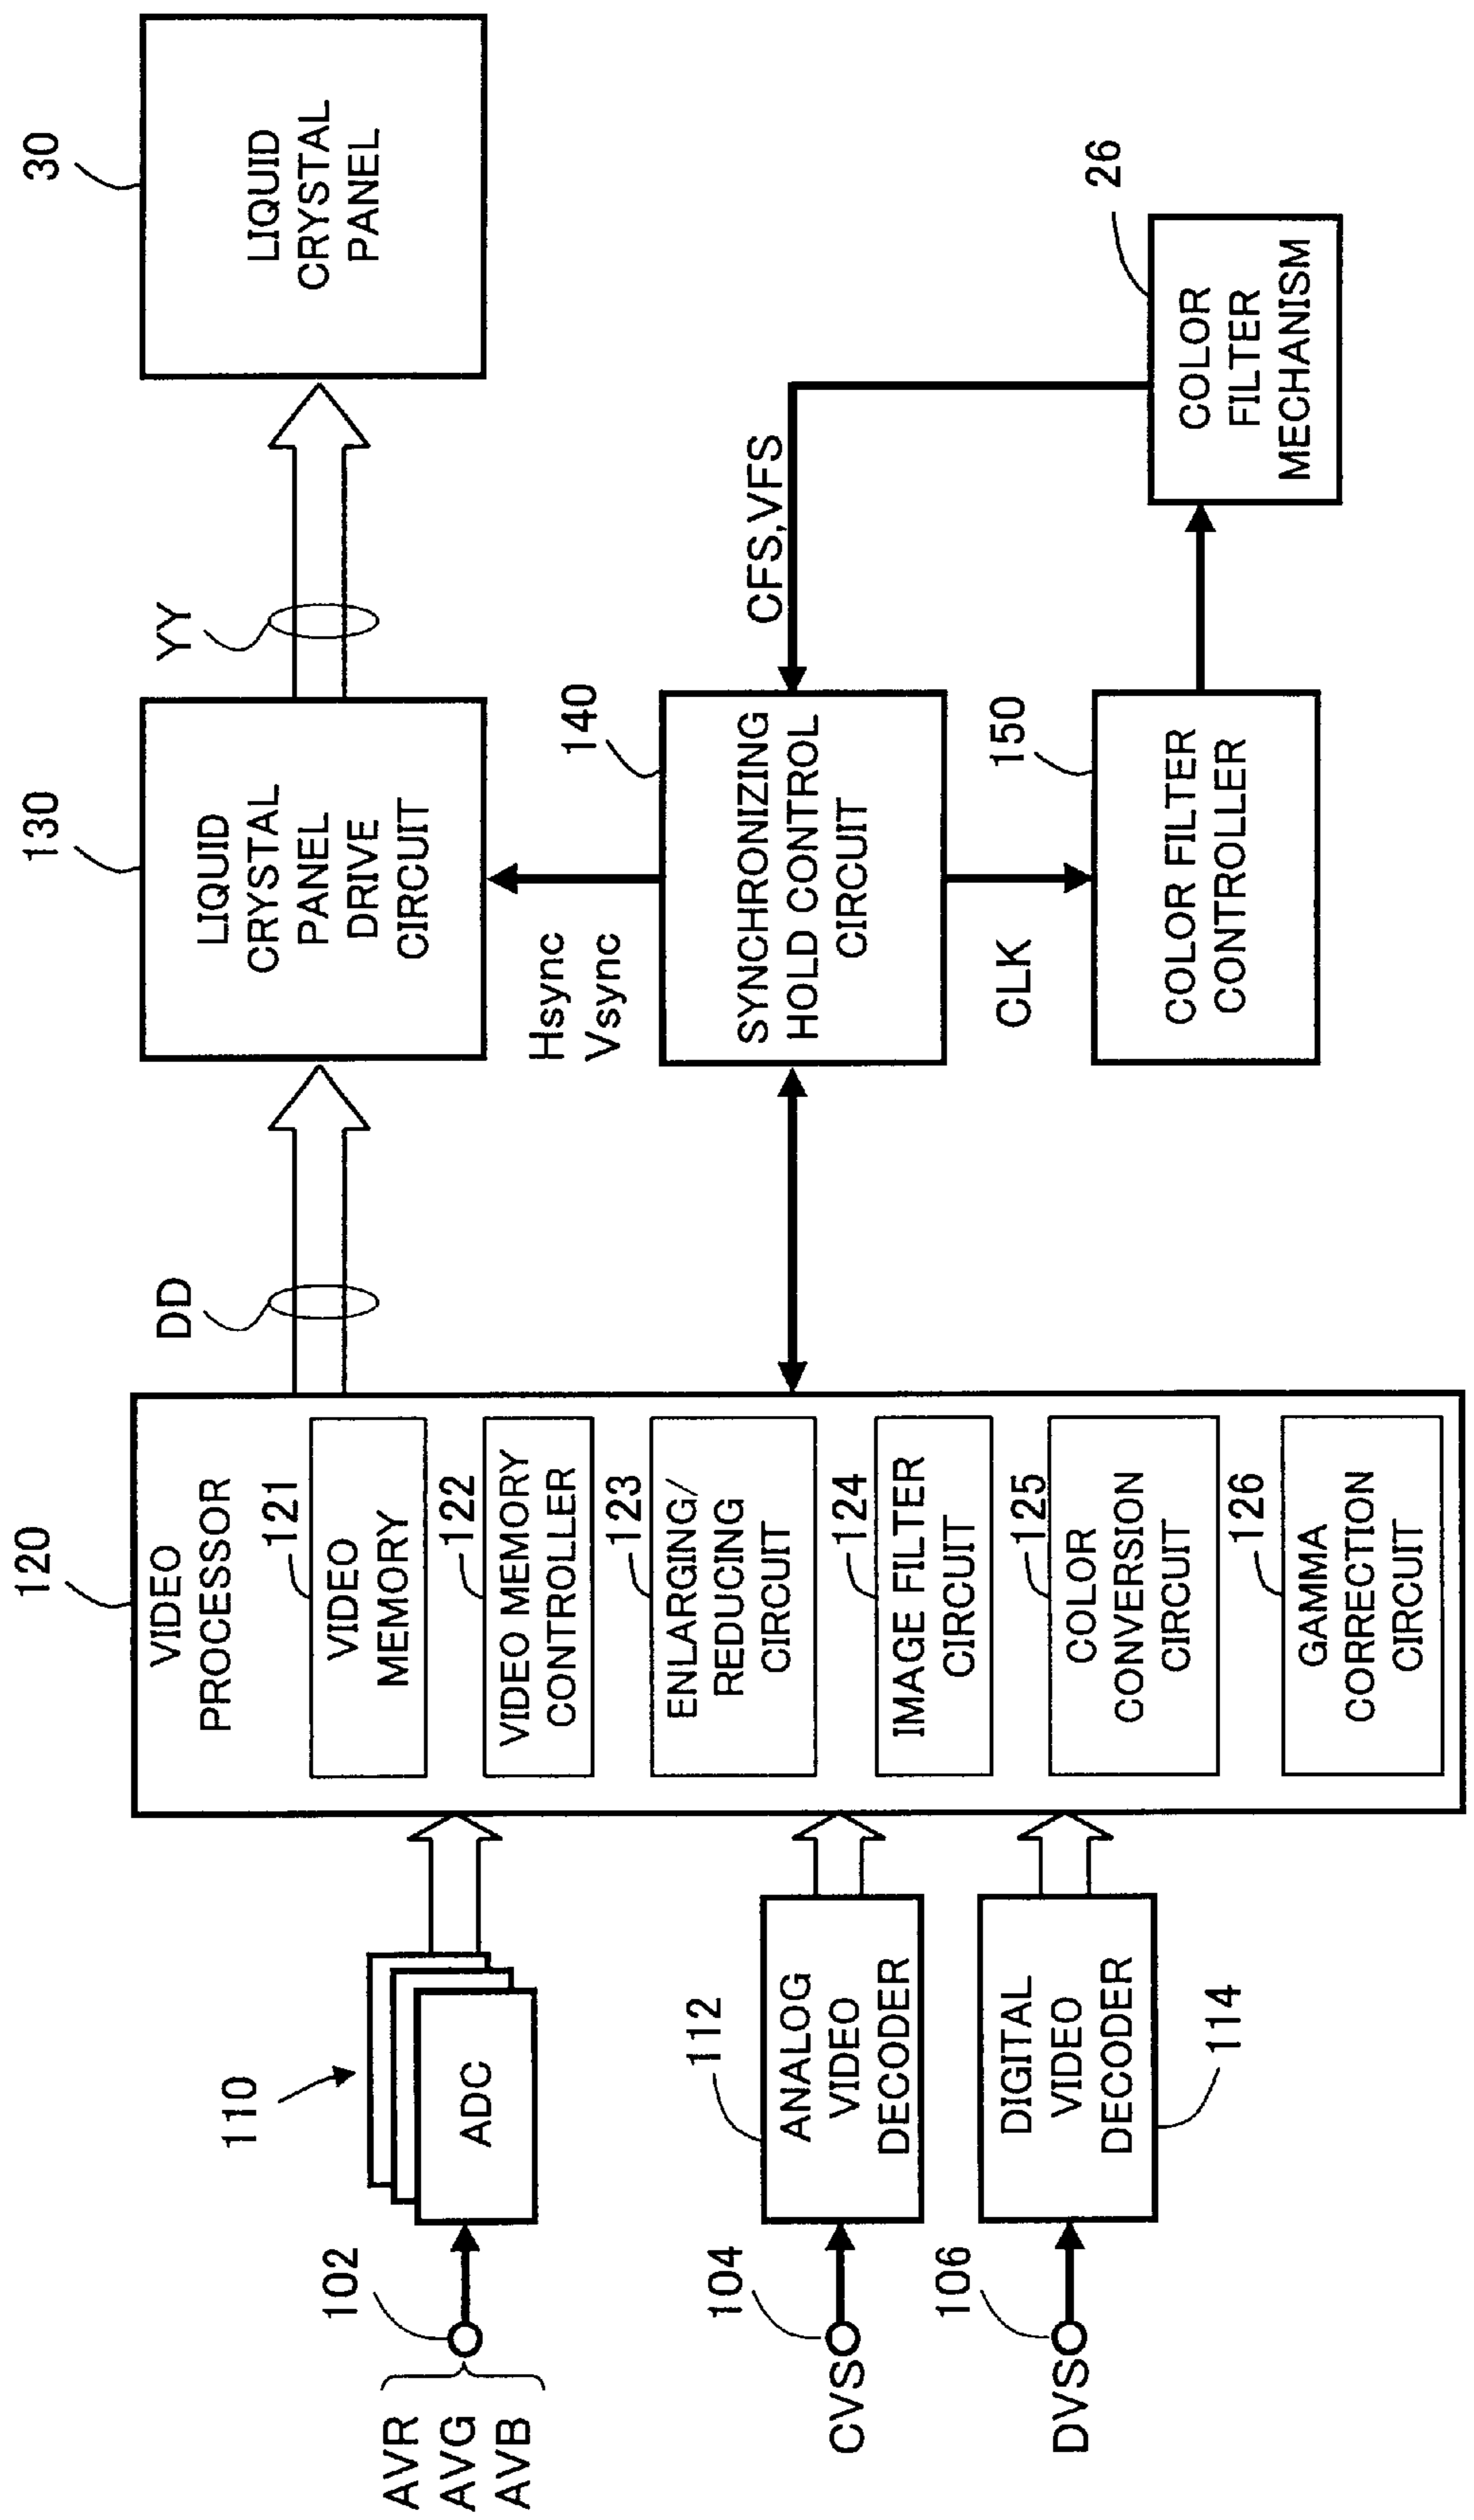 AVR
AVG
AVB
102
110
ADC
CVS
104
112
ANALOG
VIDEO
DECODER
DVS
106
DIGITAL
VIDEO
DECODER
114
120
VIDEO
PROCESSOR
121
VIDEO
MEMORY
122
VIDEO MEMORY
CONTROLLER
123
ENLARGING/
REDUCING
CIRCUIT
124
IMAGE FILTER
CIRCUIT
125
COLOR
CONVERSION
CIRCUIT
126
GAMMA
CORRECTION
CIRCUIT
DD
130
LIQUID
CRYSTAL
PANEL
DRIVE
CIRCUIT
Hsync
Vsync
140
SYNCHRONIZING
HOLD CONTROL
CIRCUIT
CLK
150
COLOR FILTER
CONTROLLER
YY
CFS,VFS
30
LIQUID
CRYSTAL
PANEL
26
COLOR
FILTER
MECHANISM